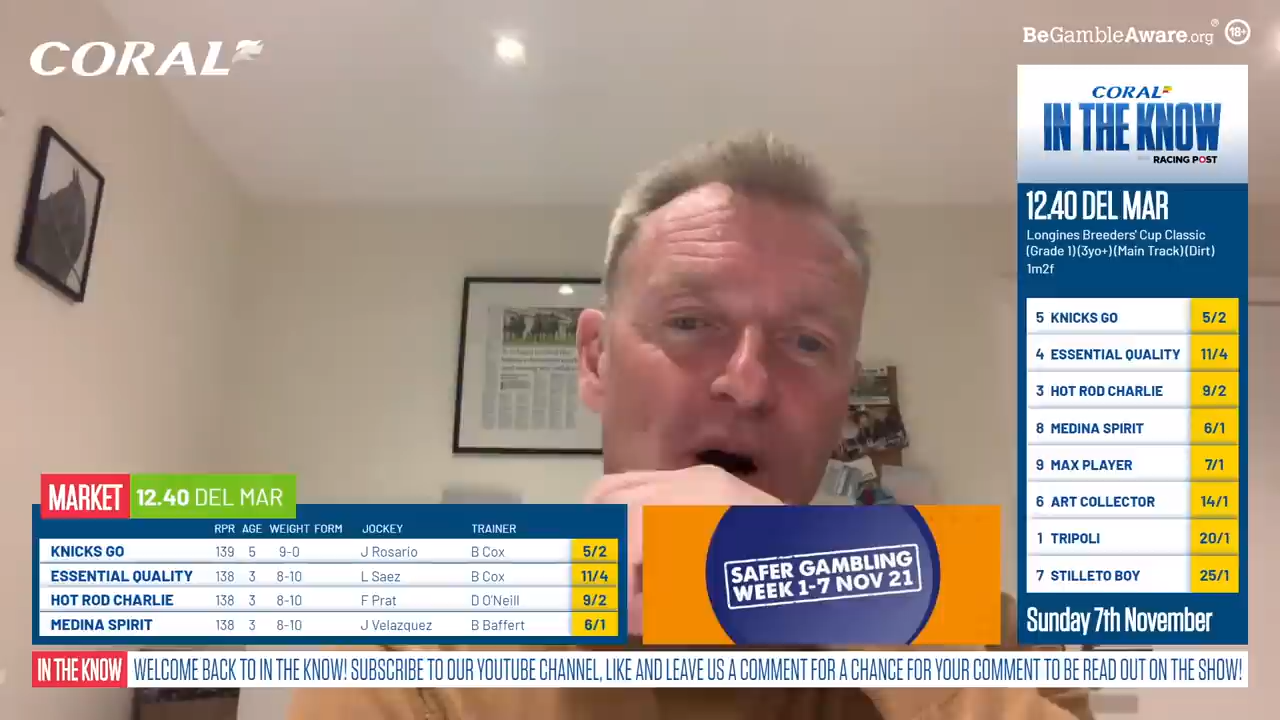 CORAL
BeGambleAware.org® 18+
CORAL
IN THE KNOW
RACING POST
12.40 DEL MAR
Longines Breeders' Cup Classic
(Grade 1)(3yo+)(Main Track)(Dirt)
1m2f
5 KNICKS GO 5/2
4 ESSENTIAL QUALITY 11/4
3 HOT ROD CHARLIE 9/2
8 MEDINA SPIRIT 6/1
9 MAX PLAYER 7/1
6 ART COLLECTOR 14/1
1 TRIPOLI 20/1
7 STILLETO BOY 25/1
Sunday 7th November
MARKET 12.40 DEL MAR
RPR AGE WEIGHT FORM JOCKEY TRAINER
KNICKS GO 139 5 9-0 J Rosario B Cox 5/2
ESSENTIAL QUALITY 138 3 8-10 L Saez B Cox 11/4
HOT ROD CHARLIE 138 3 8-10 F Prat D O'Neill 9/2
MEDINA SPIRIT 138 3 8-10 J Velazquez B Baffert 6/1
SAFER GAMBLING
WEEK 1-7 NOV 21
IN THE KNOW WELCOME BACK TO IN THE KNOW! SUBSCRIBE TO OUR YOUTUBE CHANNEL, LIKE AND LEAVE US A COMMENT FOR A CHANCE FOR YOUR COMMENT TO BE READ OUT ON THE SHOW!